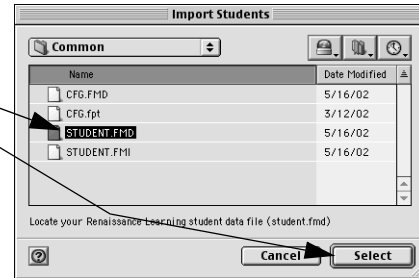 Import Students
Common
Name Date Modified
CFG.FMD 5/16/02
CFG.fpt 3/12/02
STUDENT.FMD 5/16/02
STUDENT.FMI 5/16/02
Locate your Renaissance Learning student data file (student.fmd)
? Cancel Select